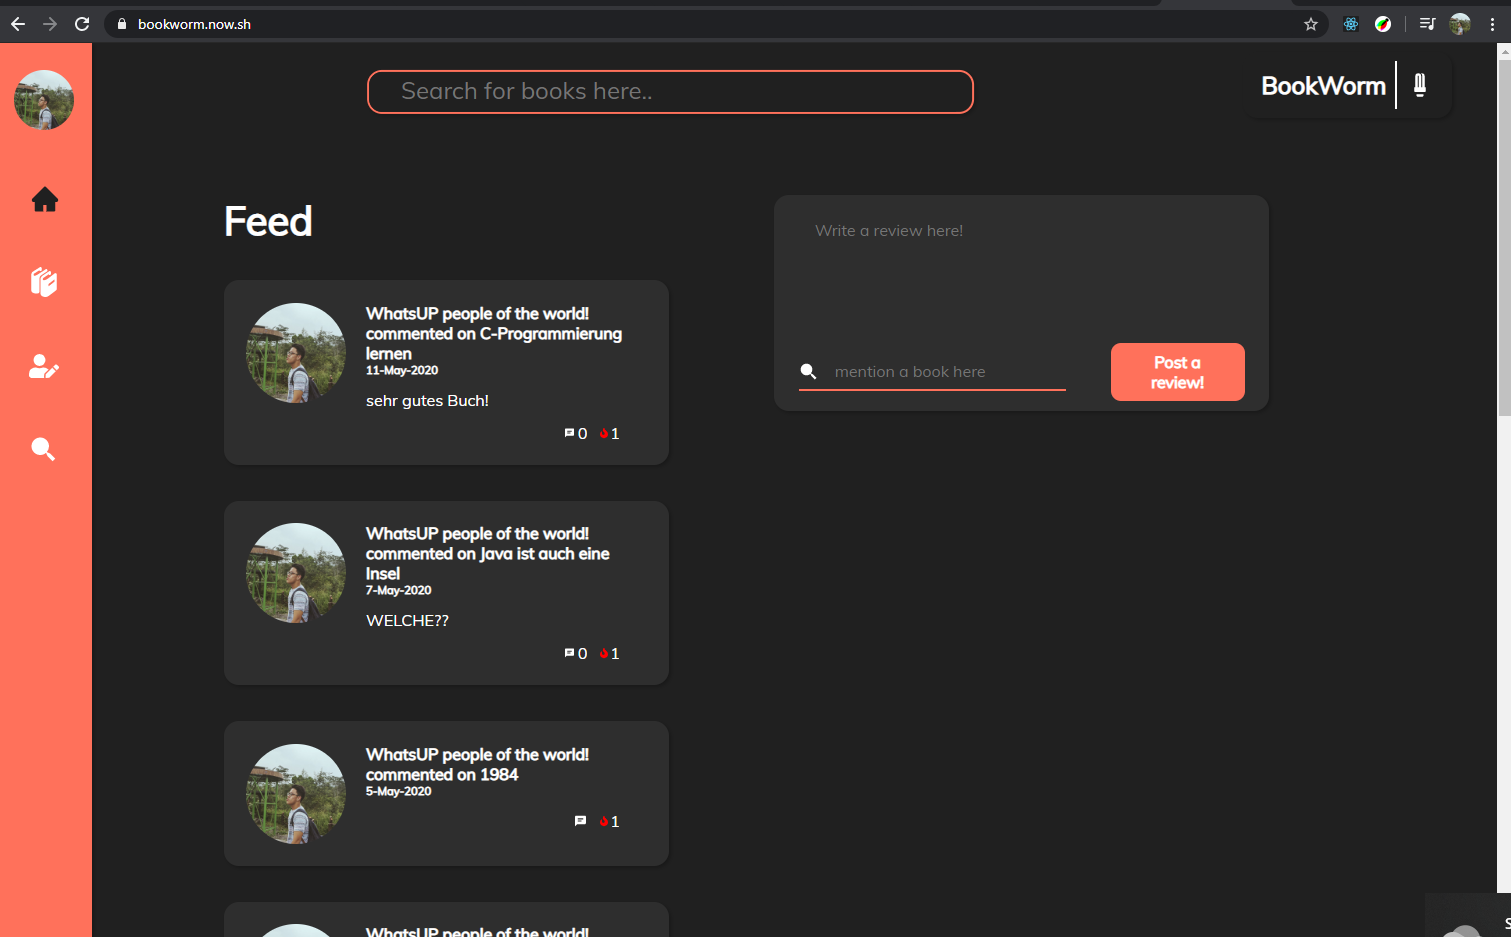 bookworm.now.sh
Search for books here..
BookWorm
Feed
Write a review here!
mention a book here
Post a
review!
WhatsUP people of the world!
commented on C-Programmierung
lernen
11-May-2020
sehr gutes Buch!
0 1
WhatsUP people of the world!
commented on Java ist auch eine
Insel
7-May-2020
WELCHE??
0 1
WhatsUP people of the world!
commented on 1984
5-May-2020
1
WhatsUP people of the world!